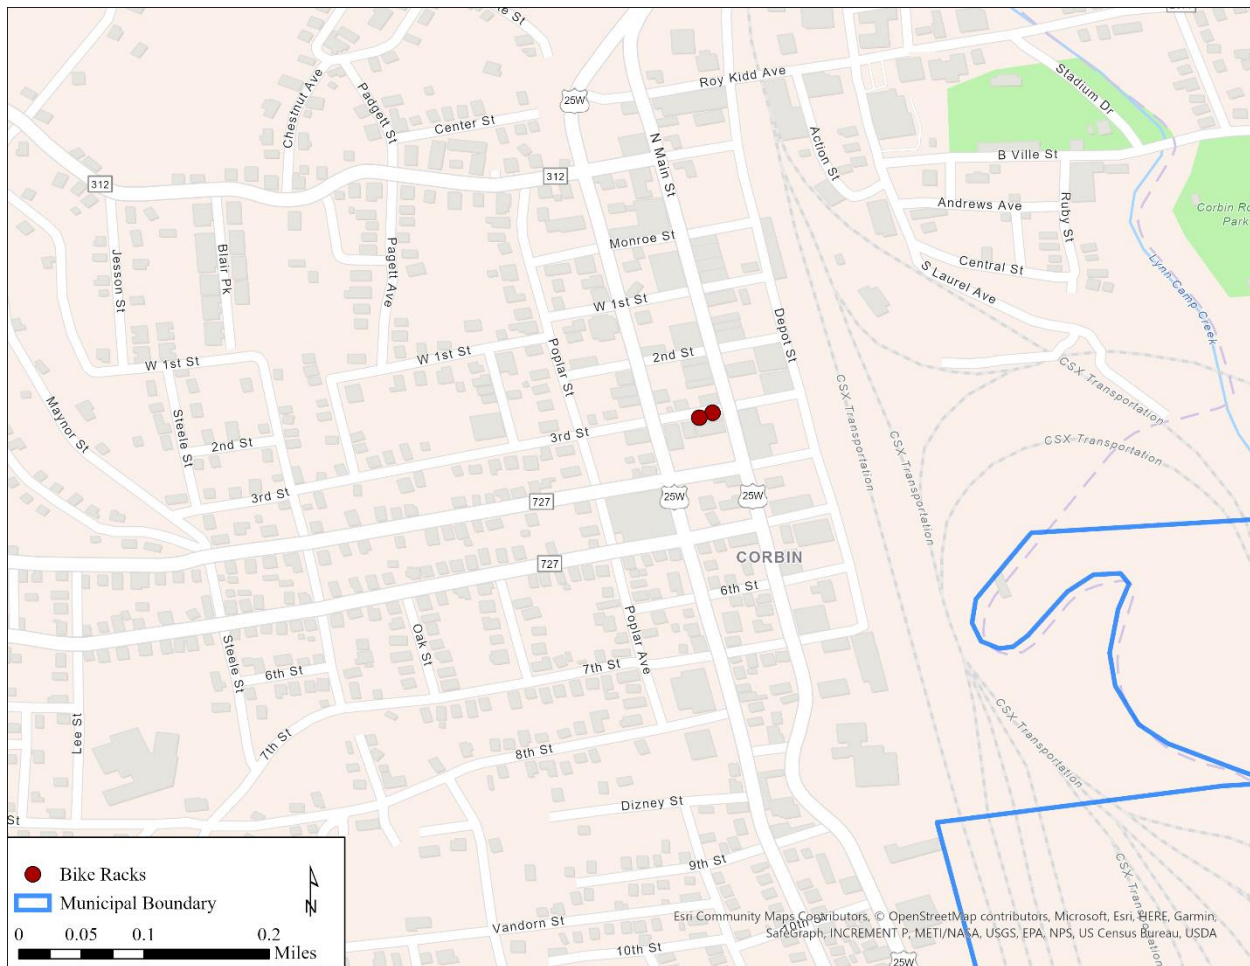 Roy Kidd Ave
Stadium Dr
Chestnut Ave
Padgett St
25W
Center St
N Main St
Action St
B Ville St
312
312
Andrews Ave
Ruby St
Corbin
Park
Jesson St
Blair Pk
Pagett Ave
Monroe St
Central St
S Laurel Ave
Lynn Camp Creek
W 1st St
Depot St
W 1st St
W 1st St
Poplar St
2nd St
CSX Transportation
CSX Transportation
CSX Transportation
CSX Transportation
Maynor St
Steele St
2nd St
3rd St
3rd St
727
25W
25W
727
CORBIN
6th St
Steele St
6th St
Oak St
Poplar Ave
7th St
7th St
Lee St
8th St
CSX Transportation
St
Dizney St
9th St
CSX Transportation
Vandorn St
10th St
10th St
25W
Bike Racks
Municipal Boundary
N
0 0.05 0.1 0.2
Miles
Esri Community Maps Contributors, © OpenStreetMap contributors, Microsoft, Esri, HERE, Garmin,
SafeGraph, INCREMENT P, METI/NASA, USGS, EPA, NPS, US Census Bureau, USDA